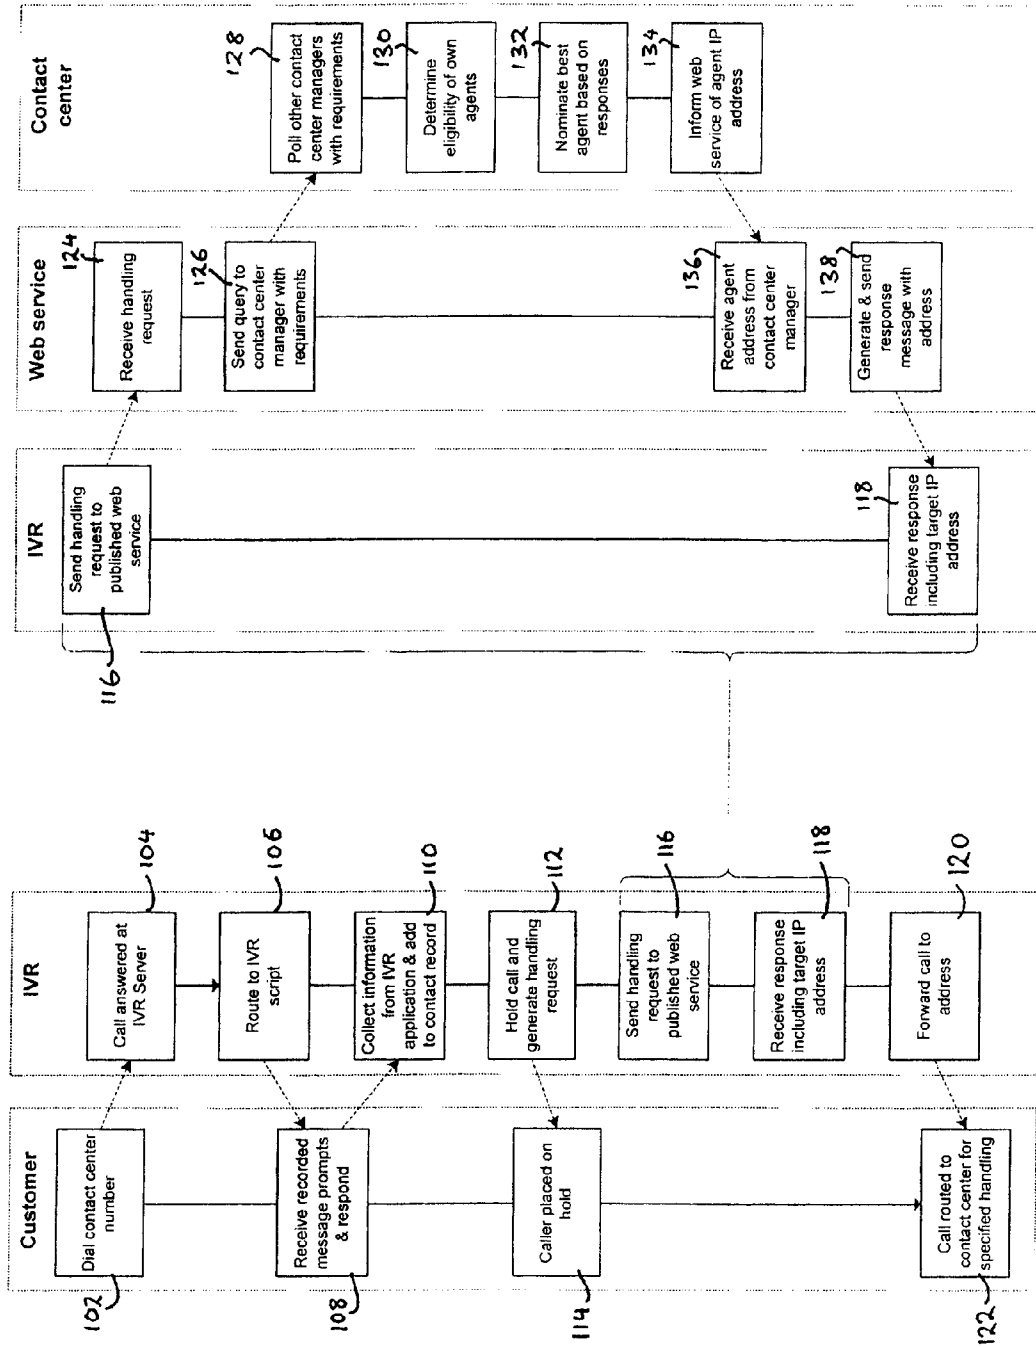 Customer
Dial contact center
number
102
Receive recorded
message prompts
& respond
108
Caller placed on
hold
114
Call routed to
contact center for
specified handling
122
IVR
Call answered at
IVR Server
104
Route to IVR
script
106
Collect information
from IVR
application & add
to contact record
110
Hold call and
generate handling
request
112
Send handling
request to
published web
service
116
Receive response
including target IP
address
118
Forward call to
address
120
IVR
Send handling
request to
published web
service
116
Receive response
including target IP
address
118
Web service
Receive handling
request
124
Send query to
contact center
manager with
requirements
126
Receive agent
address from
contact center
manager
136
Generate & send
response
message with
address
138
Contact
center
Poll other contact
center managers
with requirements
128
Determine
eligibility of own
agents
130
Nominate best
agent based on
responses
132
Inform web
service of agent IP
address
134